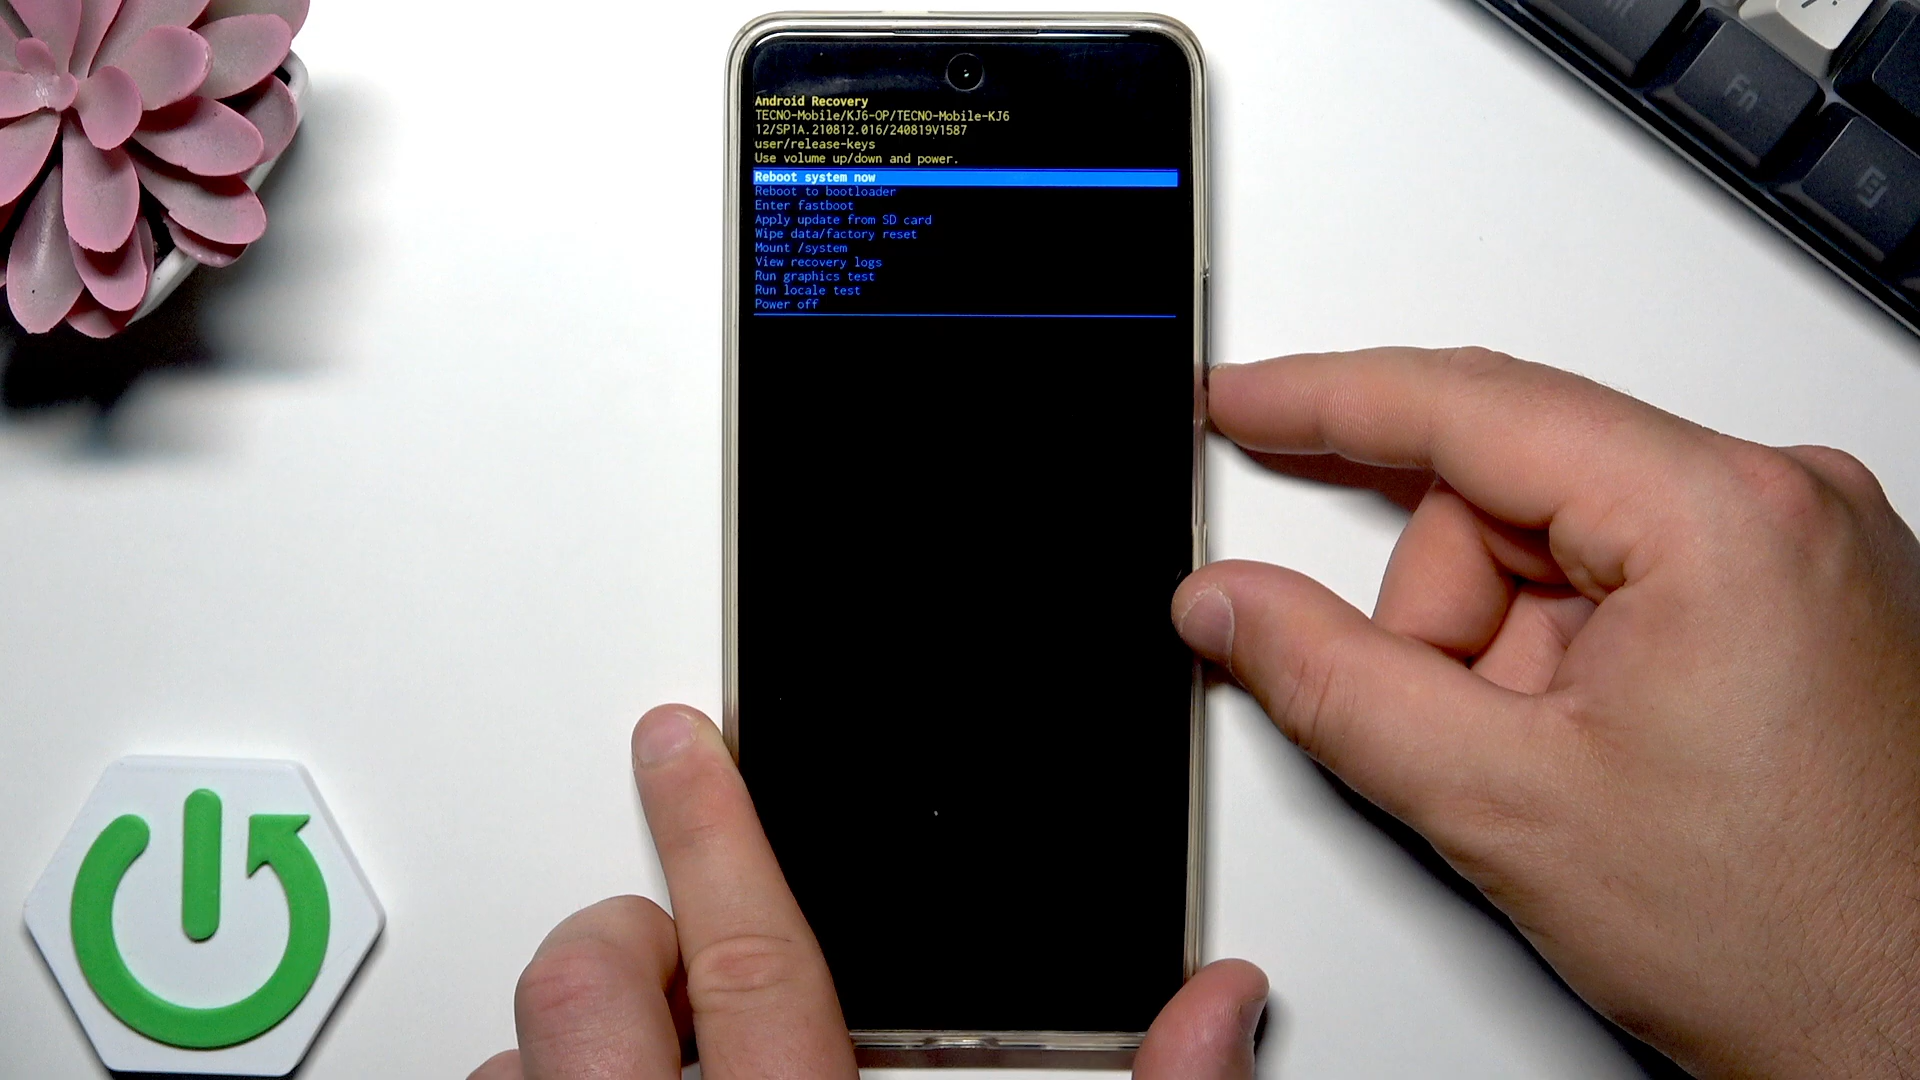 Android Recovery
TECNO-Mobile/KJ6-OP/TECNO-Mobile-KJ6
12/SP1A.210812.016/240819V1587
user/release-keys
Use volume up/down and power.
Reboot system now
Reboot to bootloader
Enter fastboot
Apply update from SD card
Wipe data/factory reset
Mount /system
View recovery logs
Run graphics test
Run locale test
Power off
Fn